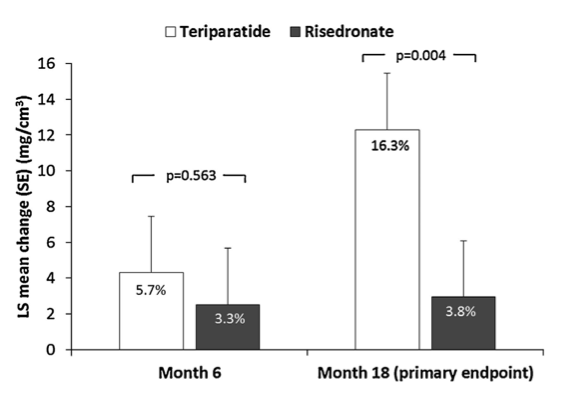 Teriparatide Risedronate
LS mean change (SE) (mg/cm³)
16
14
12
10
8
6
4
2
0
p=0.563
p=0.004
5.7%
3.3%
16.3%
3.8%
Month 6
Month 18 (primary endpoint)